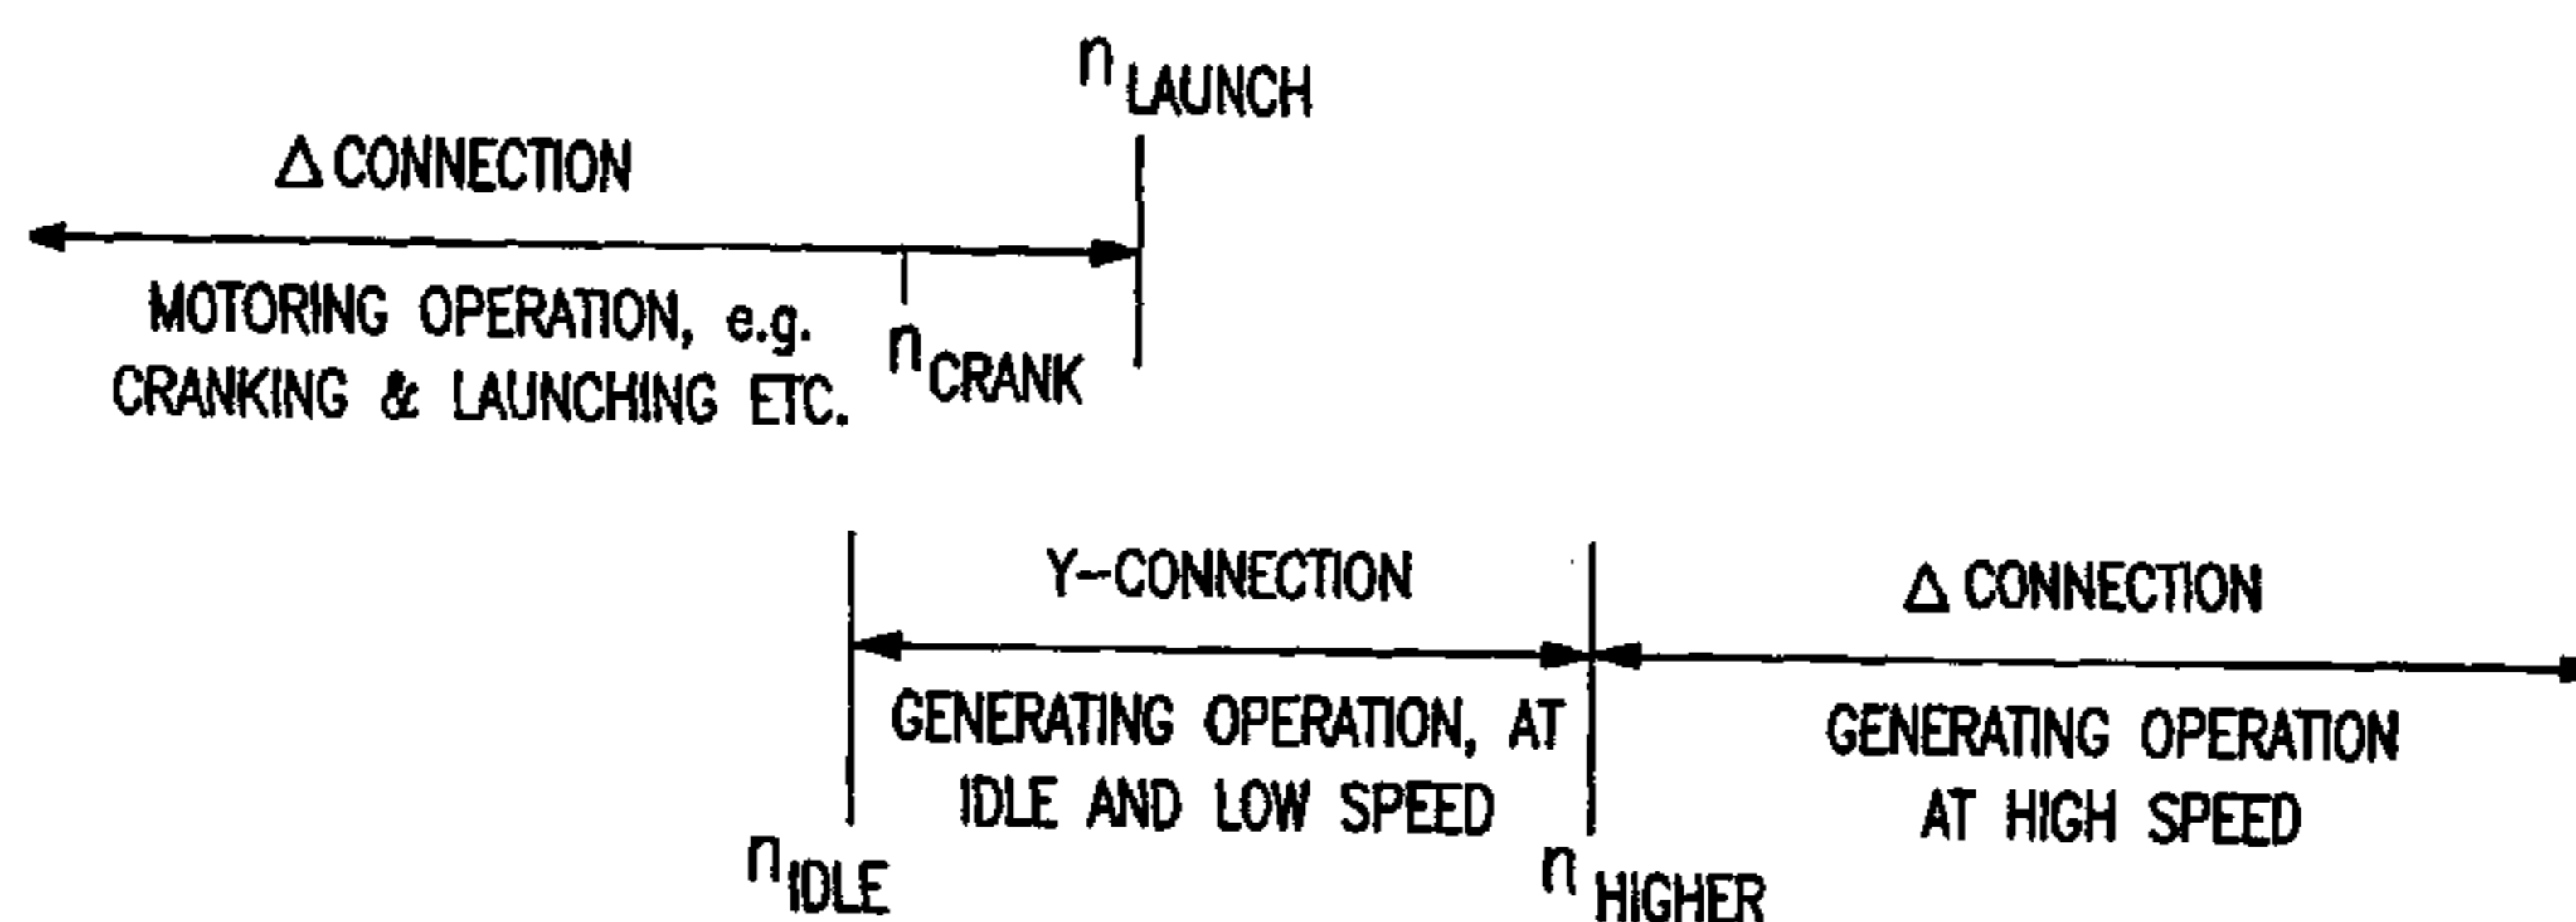 n LAUNCH
Δ CONNECTION
MOTORING OPERATION, e.g.
CRANKING & LAUNCHING ETC.
n CRANK
Y-CONNECTION
Δ CONNECTION
GENERATING OPERATION, AT
IDLE AND LOW SPEED
GENERATING OPERATION
AT HIGH SPEED
n IDLE
n HIGHER